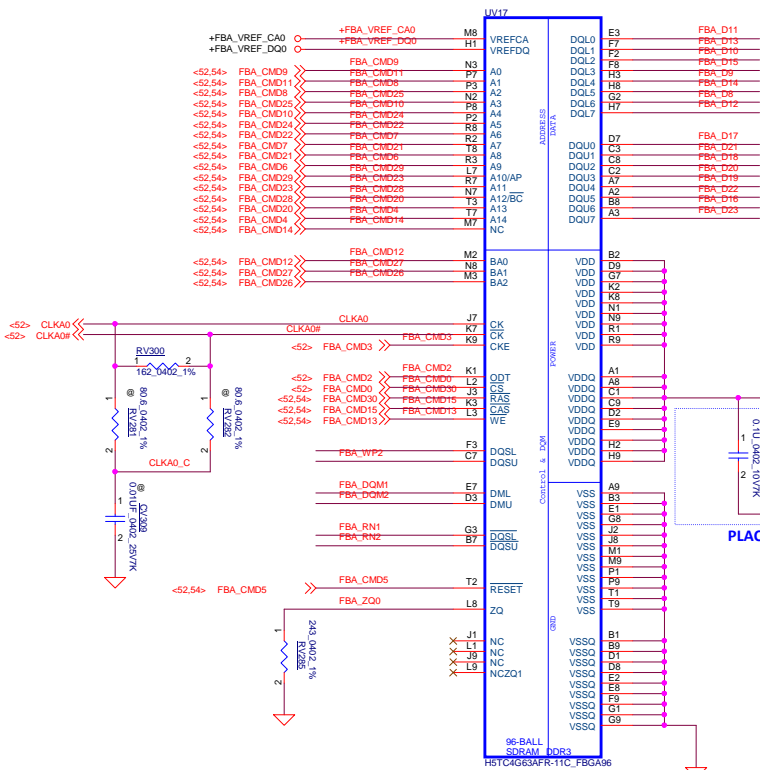 UV17
+FBA_VREF_CA0 +FBA_VREF_CA0 M8 VREFCA
+FBA_VREF_DQ0 +FBA_VREF_DQ0 H1 VREFDQ
<52,54> FBA_CMD9 FBA_CMD9 N3 A0
<52,54> FBA_CMD11 FBA_CMD11 P7 A1
<52,54> FBA_CMD8 FBA_CMD8 P3 A2
<52,54> FBA_CMD25 FBA_CMD25 N2 A3
<52,54> FBA_CMD10 FBA_CMD10 P8 A4
<52,54> FBA_CMD24 FBA_CMD24 P2 A5
<52,54> FBA_CMD22 FBA_CMD22 R8 A6
<52,54> FBA_CMD7 FBA_CMD7 R2 A7
<52,54> FBA_CMD21 FBA_CMD21 T8 A8
<52,54> FBA_CMD6 FBA_CMD6 R3 A9
<52,54> FBA_CMD29 FBA_CMD29 L7 A10/AP
<52,54> FBA_CMD23 FBA_CMD23 R7 A11
<52,54> FBA_CMD28 FBA_CMD28 N7 A12/BC
<52,54> FBA_CMD20 FBA_CMD20 T3 A13
<52,54> FBA_CMD4 FBA_CMD4 T7 A14
<52,54> FBA_CMD14 FBA_CMD14 M7 NC
<52,54> FBA_CMD12 FBA_CMD12 M2 BA0
<52,54> FBA_CMD27 FBA_CMD27 N8 BA1
<52,54> FBA_CMD26 FBA_CMD26 M3 BA2
<52> CLKA0 CLKA0 J7 CK
<52> CLKA0# CLKA0# K7 CK
<52> FBA_CMD3 FBA_CMD3 K9 CKE
<52> FBA_CMD2 FBA_CMD2 K1 ODT
<52> FBA_CMD0 FBA_CMD0 L2 CS
<52,54> FBA_CMD30 FBA_CMD30 J3 RAS
<52,54> FBA_CMD15 FBA_CMD15 K3 CAS
<52,54> FBA_CMD13 FBA_CMD13 L3 WE
FBA_WP2 F3 DQSL
C7 DQSU
FBA_DQM1 E7 DML
FBA_DQM2 D3 DMU
FBA_RN1 G3 DQSL
FBA_RN2 B7 DQSU
<52,54> FBA_CMD5 FBA_CMD5 T2 RESET
FBA_ZQ0 L8 ZQ
J1 NC
L1 NC
J9 NC
L9 NCZQ1
RV300
1 2
162_0402_1%
1 @ 80.6_0402_1% RV281 2
1 @ 80.6_0402_1% RV282 2
CLKA0_C
1 @ 0.01UF_0402_25V7K CV309 2
1 243_0402_1% RV285 2
ADDRESS
DATA
POWER
Control & DQM
GND
DQL0 E3 FBA_D11
DQL1 F7 FBA_D13
DQL2 F2 FBA_D10
DQL3 F8 FBA_D15
DQL4 H3 FBA_D9
DQL5 H8 FBA_D14
DQL6 G2 FBA_D8
DQL7 H7 FBA_D12
DQU0 D7 FBA_D17
DQU1 C3 FBA_D21
DQU2 C8 FBA_D18
DQU3 C2 FBA_D20
DQU4 A7 FBA_D19
DQU5 A2 FBA_D22
DQU6 B8 FBA_D16
DQU7 A3 FBA_D23
VDD B2
VDD D9
VDD G7
VDD K2
VDD K8
VDD N1
VDD N9
VDD R1
VDD R9
VDDQ A1
VDDQ A8
VDDQ C1
VDDQ C9
VDDQ D2
VDDQ E9
VDDQ
VDDQ H2
VDDQ H9
VSS A9
VSS B3
VSS E1
VSS G8
VSS J2
VSS J8
VSS M1
VSS M9
VSS P1
VSS P9
VSS T1
VSS T9
VSSQ B1
VSSQ B9
VSSQ D1
VSSQ D8
VSSQ E2
VSSQ E8
VSSQ F9
VSSQ G1
VSSQ G9
1 0.1U_0402_10V7K 2
PLAC
96-BALL
SDRAM DDR3
H5TC4G63AFR-11C_FBGA96